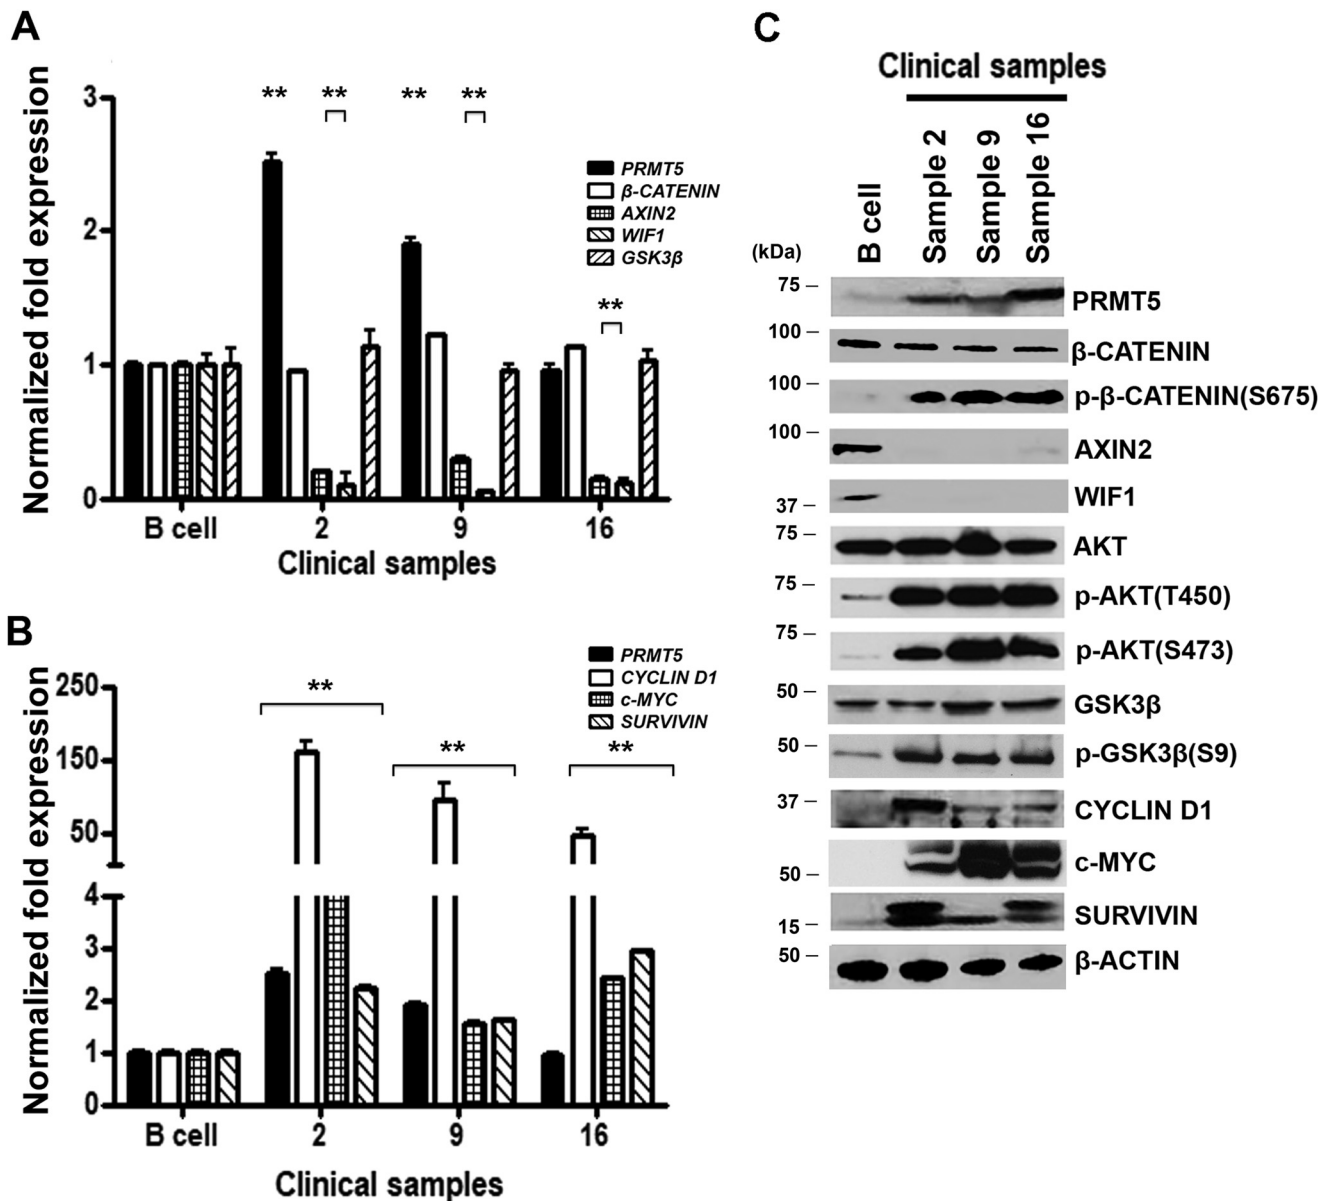 A
Normalized fold expression
3
2
1
0
**
**
**
**
**
PRMT5
β-CATENIN
AXIN2
WIF1
GSK3β
B cell
2
9
16
Clinical samples
B
Normalized fold expression
250
150
50
4
3
2
1
0
**
**
**
PRMT5
CYCLIN D1
c-MYC
SURVIVIN
B cell
2
9
16
Clinical samples
C
Clinical samples
B cell
Sample 2
Sample 9
Sample 16
(kDa)
75 PRMT5
100 β-CATENIN
100 p-β-CATENIN(S675)
100 AXIN2
37 WIF1
75 AKT
75 p-AKT(T450)
75 p-AKT(S473)
50 GSK3β
50 p-GSK3β(S9)
37 CYCLIN D1
50 c-MYC
15 SURVIVIN
50 β-ACTIN